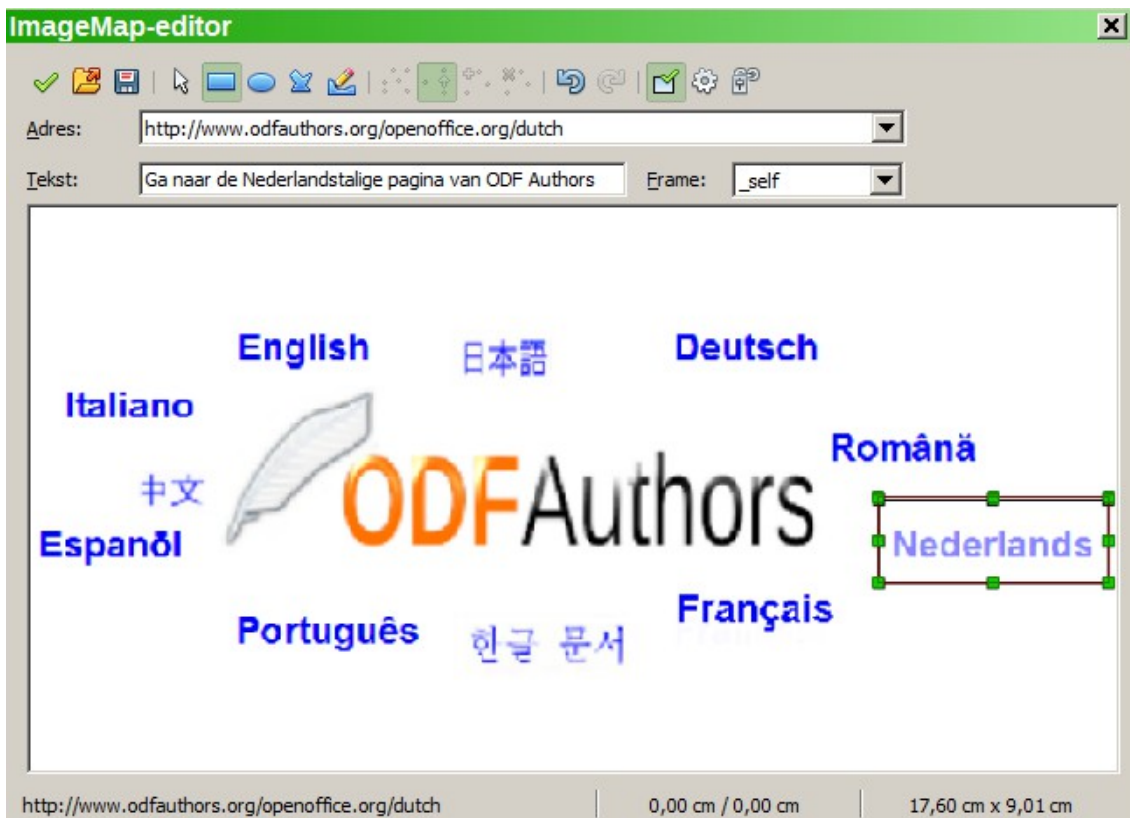 ImageMap-editor
Adres: http://www.odfauthors.org/openoffice.org/dutch
Tekst: Ga naar de Nederlandstalige pagina van ODF Authors Frame: _self
English 日本語 Deutsch
Italiano
Română
中文
ODFAuthors
Espanõl Nederlands
Français
Português 한글 문서
http://www.odfauthors.org/openoffice.org/dutch 0,00 cm / 0,00 cm 17,60 cm x 9,01 cm